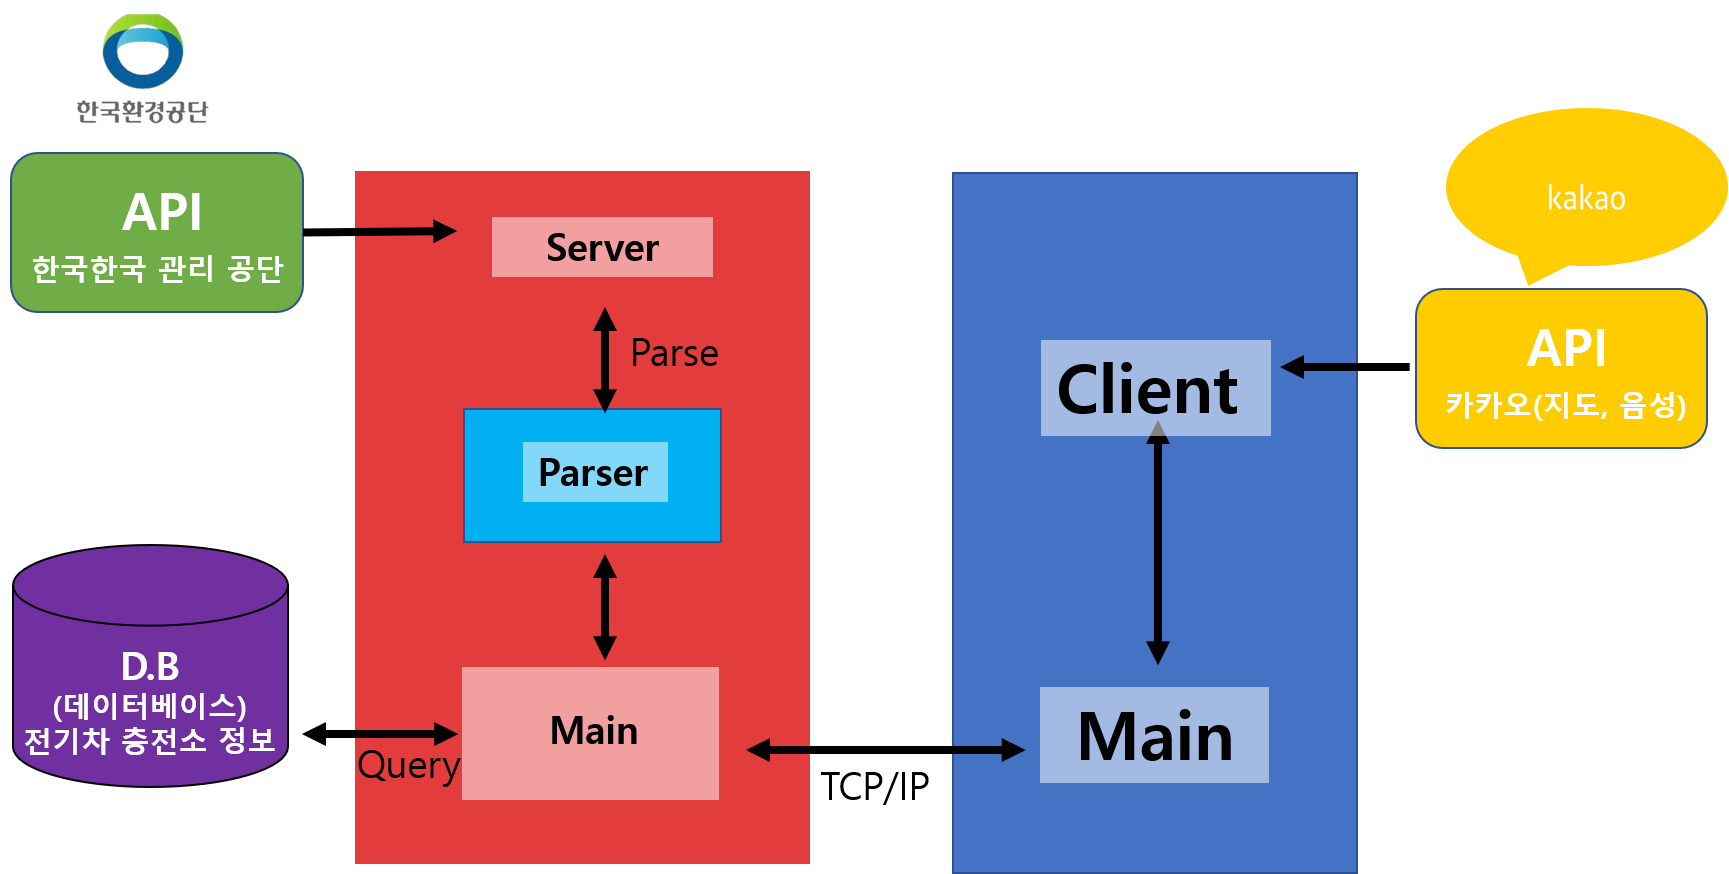 한국환경공단
API
한국한국 관리 공단
Server
Parse
Parser
Main
D.B
(데이터베이스)
전기차 충전소 정보
Query
TCP/IP
Client
Main
kakao
API
카카오(지도, 음성)